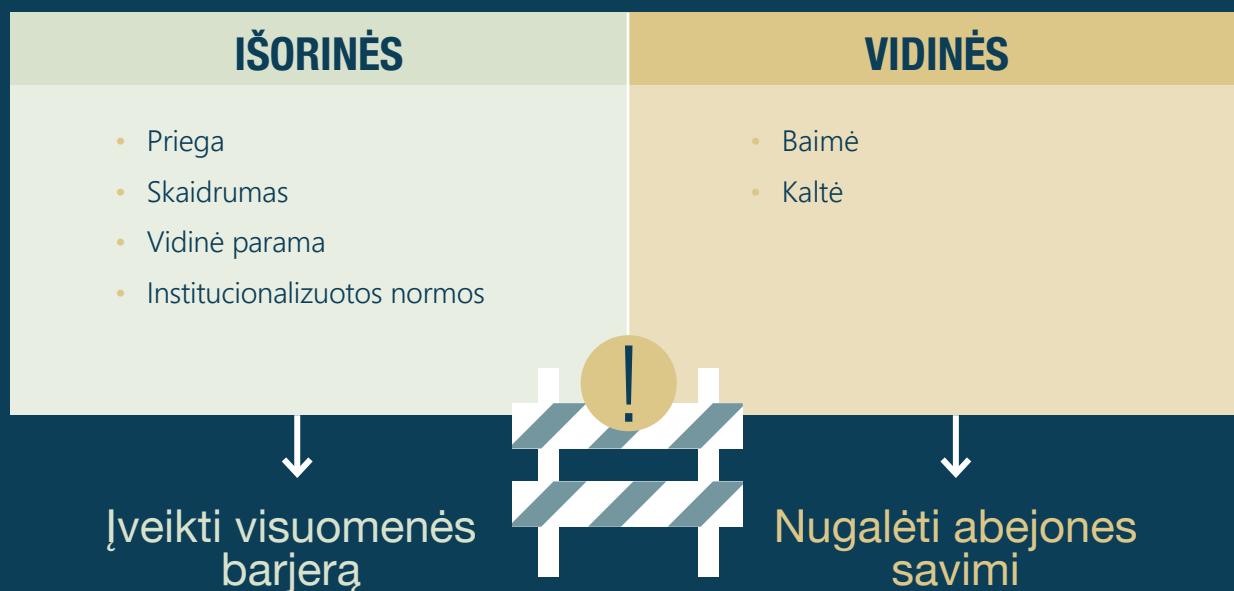 IŠORINĖS
• Priega
• Skaidrumas
• Vidinė parama
• Institucionalizuotos normos
VIDINĖS
• Baimė
• Kaltė
!
Įveikti visuomenės
barjerą
Nugalėti abejones
savimi